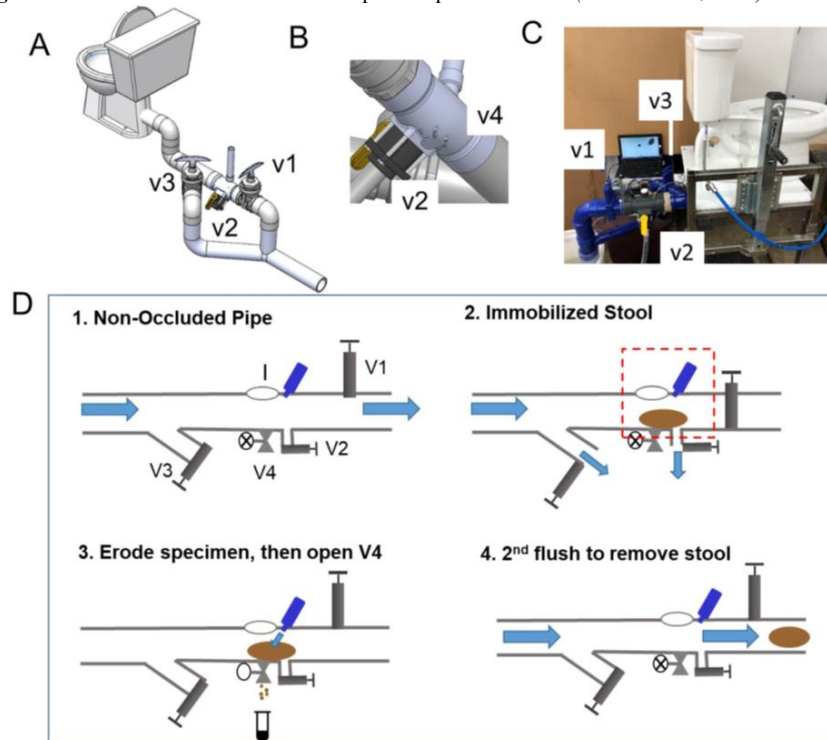 A
v3
v1
v2
B
v4
v2
C
v3
v1
v2
D
1. Non-Occluded Pipe
I
V1
V2
V3
V4
2. Immobilized Stool
3. Erode specimen, then open V4
4. 2nd flush to remove stool